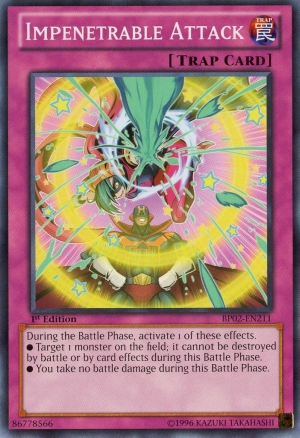 IMPENETRABLE ATTACK
TRAP
罠
[TRAP CARD]
1st Edition
BP02-EN211
During the Battle Phase, activate 1 of these effects.
● Target 1 monster on the field; it cannot be destroyed
by battle or by card effects during this Battle Phase.
● You take no battle damage during this Battle Phase.
86778566
©1996 KAZUKI TAKAHASHI